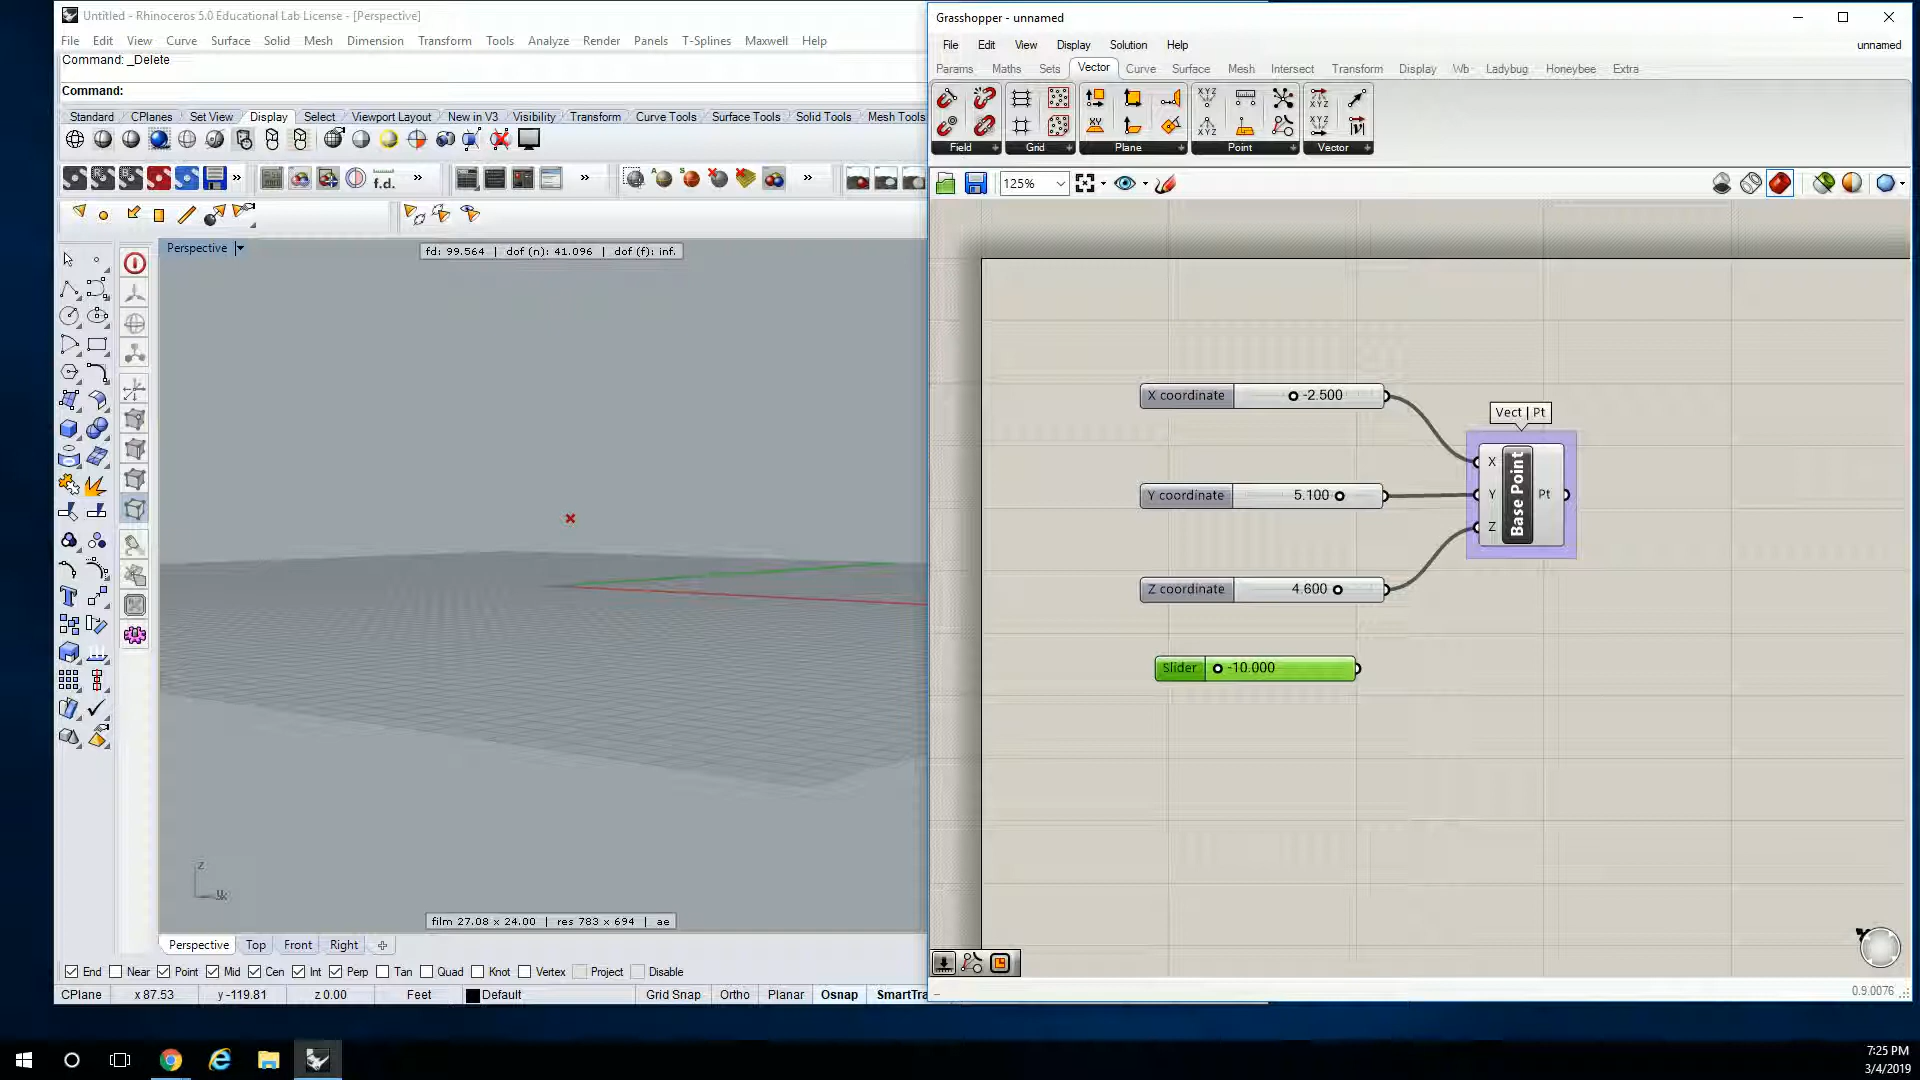 Untitled - Rhinoceros 5.0 Educational Lab License - [Perspective]
File Edit View Curve Surface Solid Mesh Dimension Transform Tools Analyze Render Panels T-Splines Maxwell Help
Command: _Delete
Command:
Standard CPlanes Set View Display Select Viewport Layout New in V3 Visibility Transform Curve Tools Surface Tools Solid Tools Mesh Tools
f.d.
Perspective
fd: 99.564 | dof (n): 41.096 | dof (f): inf.
z
film 27.08 x 24.00 | res 783 x 694 | ae
Perspective Top Front Right
End Near Point Mid Cen Int Perp Tan Quad Knot Vertex Project Disable
CPlane x 87.53 y -119.81 z 0.00 Feet Default Grid Snap Ortho Planar Osnap SmartTra
Grasshopper - unnamed
File Edit View Display Solution Help unnamed
Params Maths Sets Vector Curve Surface Mesh Intersect Transform Display Wb Ladybug Honeybee Extra
Field Grid Plane Point Vector
125%
X coordinate -2.500
Vect | Pt
Y coordinate 5.100
X
Y
Z
Base Point
Pt
Z coordinate 4.600
Slider -10.000
0.9.0076
7:25 PM
3/4/2019